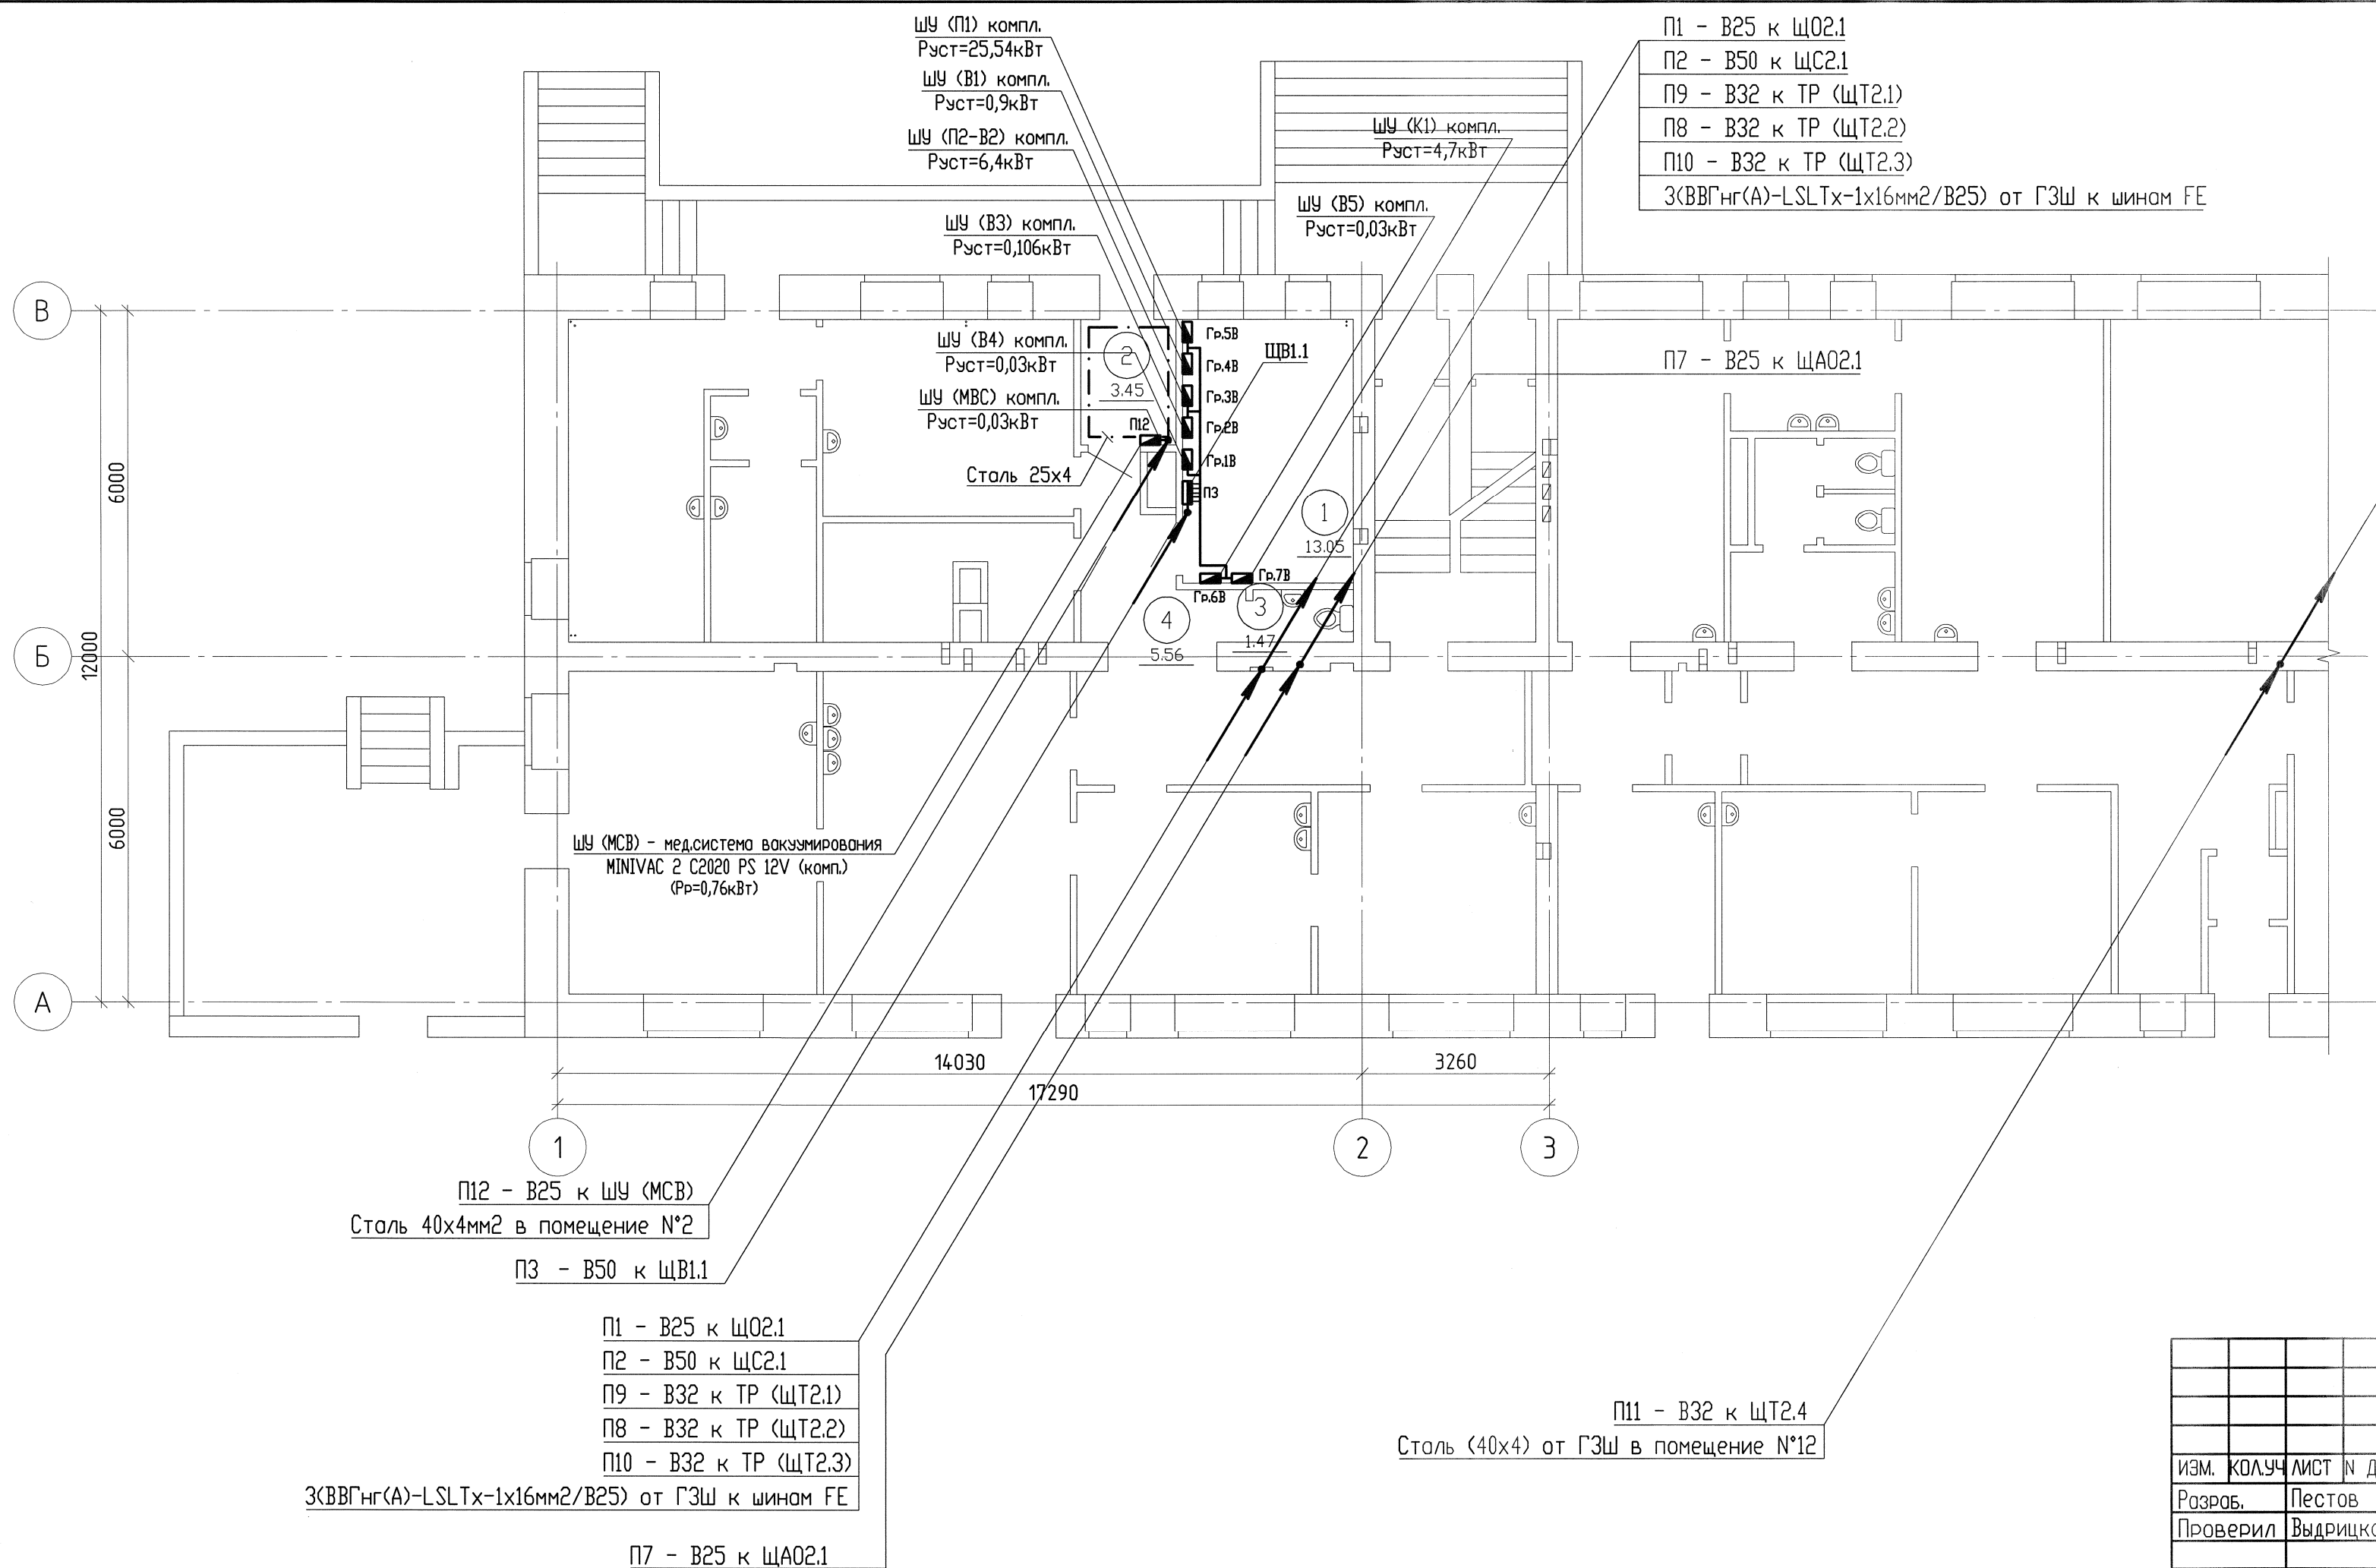 ШУ (П1) компл.
Руст=25,54кВт
ШУ (В1) компл.
Руст=0,9кВт
ШУ (П2-В2) компл.
Руст=6,4кВт
ШУ (В3) компл.
Руст=0,106кВт
ШУ (В4) компл.
Руст=0,03кВт
ШУ (МВС) компл.
Руст=0,03кВт
ШУ (К1) компл.
Руст=4,7кВт
ШУ (В5) компл.
Руст=0,03кВт
П1 - В25 к ЩО2.1
П2 - В50 к ЩС2.1
П9 - В32 к ТР (ЩТ2.1)
П8 - В32 к ТР (ЩТ2.2)
П10 - В32 к ТР (ЩТ2.3)
3(ВВГнг(А)-LSLTx-1х16мм2/В25) от ГЗШ к шинам FE
П7 - В25 к ЩАО2.1
В
Б
А
6000
12000
6000
2
3.45
П12
Сталь 25х4
Гр.5В
Гр.4В
Гр.3В
Гр.2В
Гр.1В
П3
ЩВ1.1
1
13.05
Гр.7В
Гр.6В
3
1.47
4
5.56
ШУ (МСВ) - мед.система вакуумирования
MINIVAC 2 C2020 PS 12V (комп.)
(Рр=0,76кВт)
14030
3260
17290
1
2
3
П12 - В25 к ШУ (МСВ)
Сталь 40х4мм2 в помещение N°2
П3 - В50 к ЩВ1.1
П1 - В25 к ЩО2.1
П2 - В50 к ЩС2.1
П9 - В32 к ТР (ЩТ2.1)
П8 - В32 к ТР (ЩТ2.2)
П10 - В32 к ТР (ЩТ2.3)
3(ВВГнг(А)-LSLTx-1х16мм2/В25) от ГЗШ к шинам FE
П7 - В25 к ЩАО2.1
П11 - В32 к ЩТ2.4
Сталь (40х4) от ГЗШ в помещение N°12
ИЗМ. КОЛ.УЧ ЛИСТ N Д
Разраб. Пестов
Проверил Выдрицко